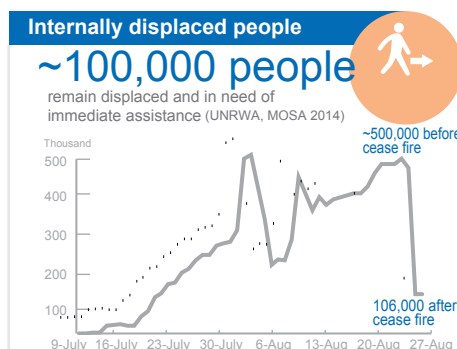 Internally displaced people
~100,000 people
remain displaced and in need of
immediate assistance (UNRWA, MOSA 2014)
Thousand
~500,000 before
cease fire
500
400
300
200
100
106,000 after
cease fire
9-July 16-July 23-July 30-July 6-Aug 13-Aug 20-Aug 27-Aug